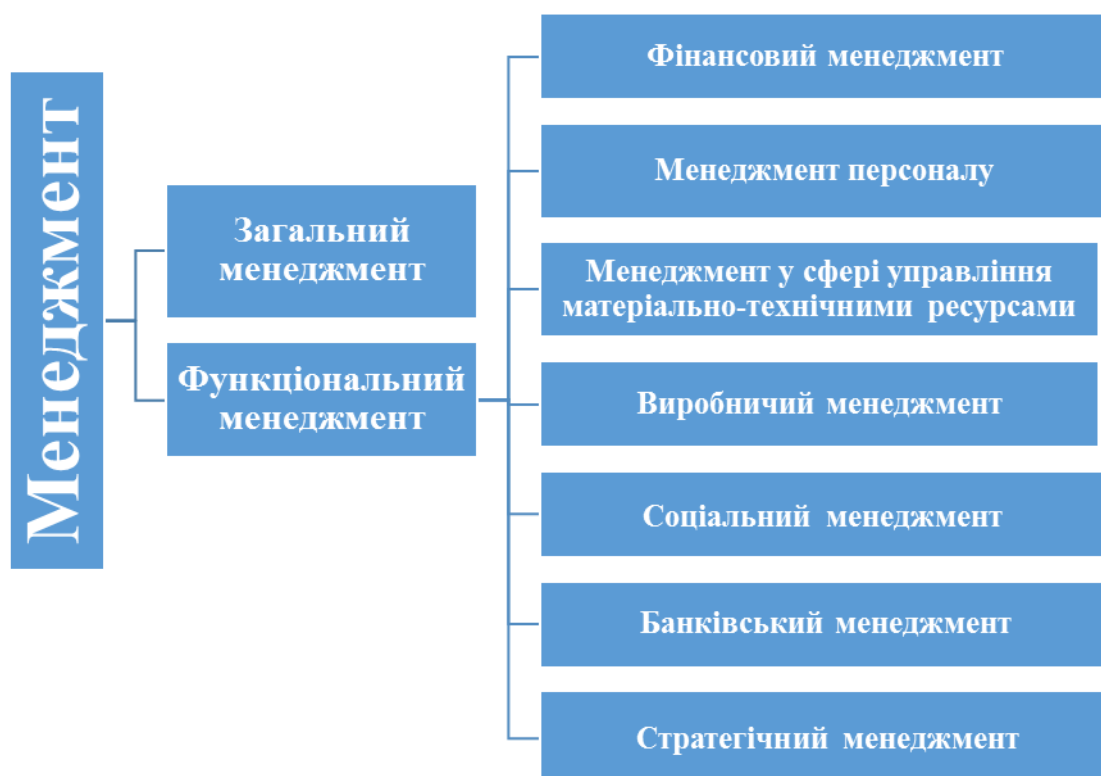 Менеджмент
Загальний
менеджмент
Функціональний
менеджмент
Фінансовий менеджмент
Менеджмент персоналу
Менеджмент у сфері управління
матеріально-технічними ресурсами
Виробничий менеджмент
Соціальний менеджмент
Банківський менеджмент
Стратегічний менеджмент